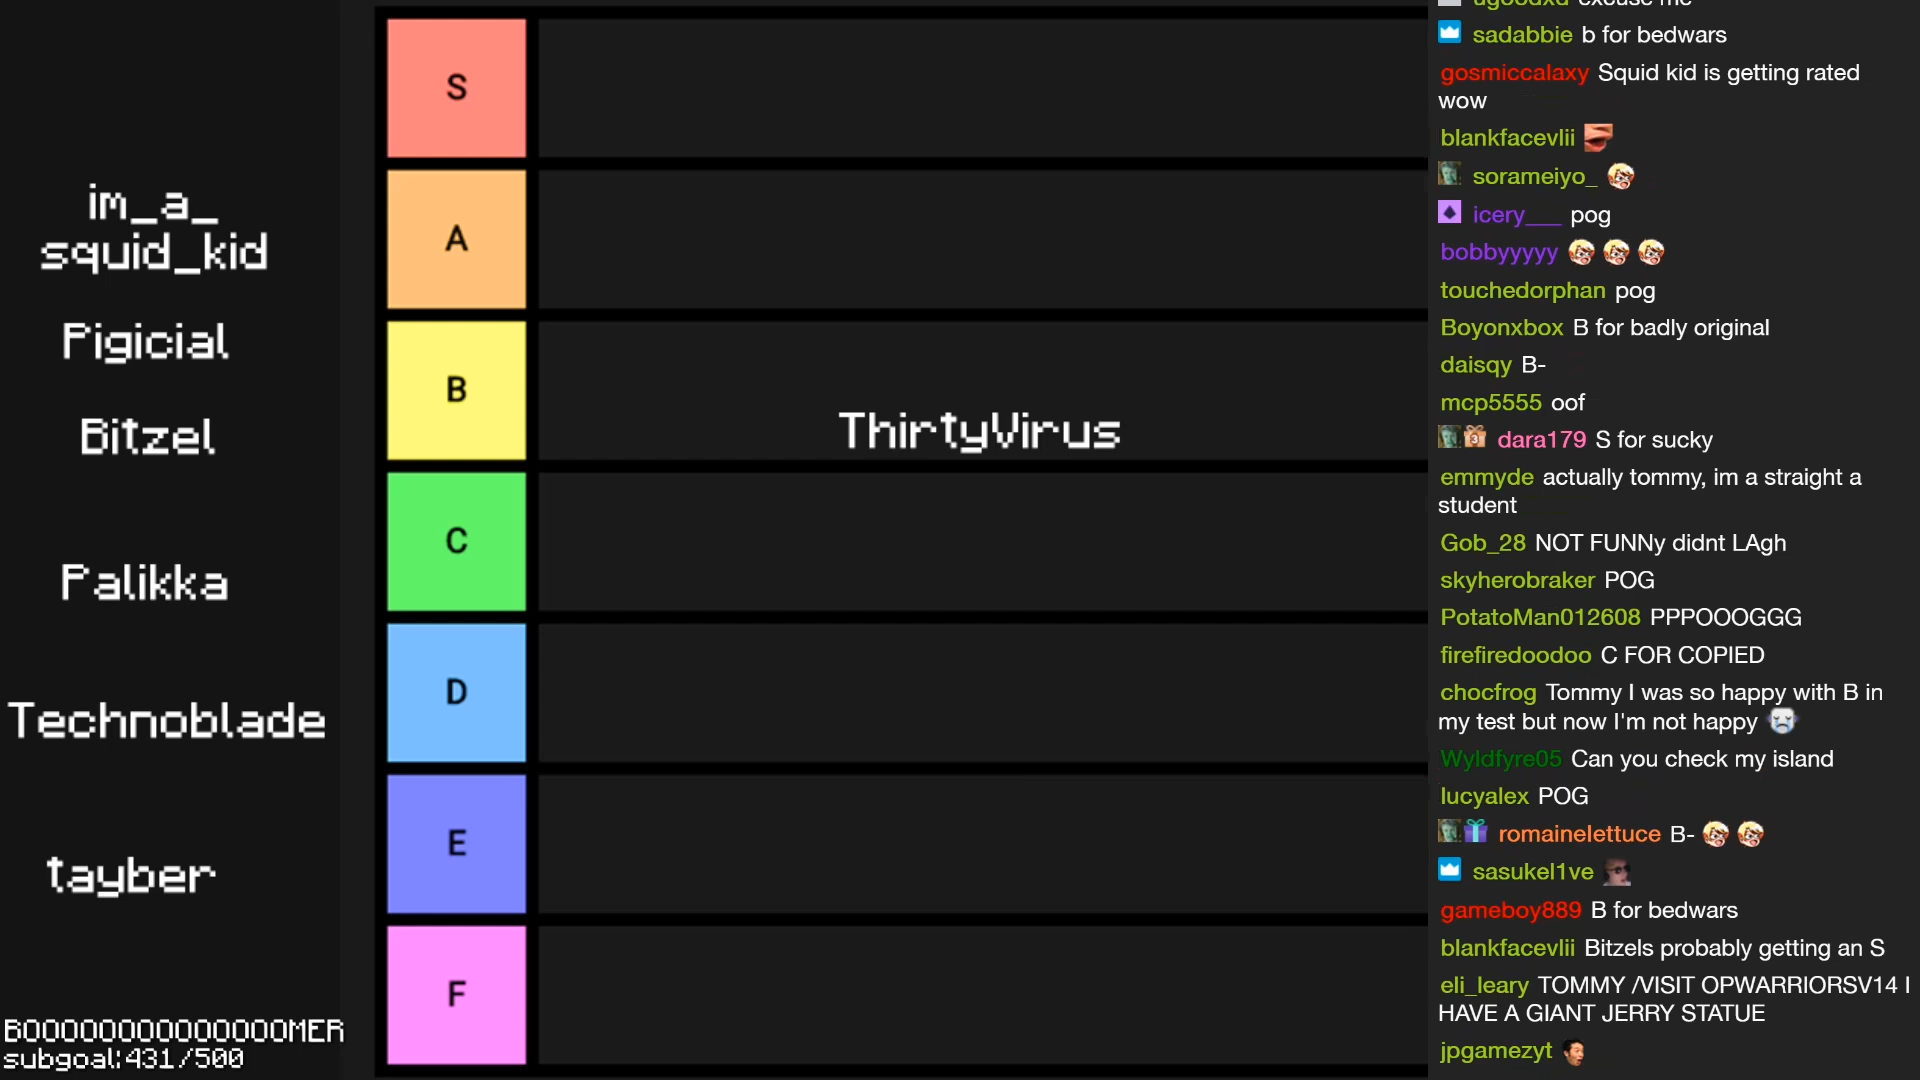 im_a_
squid_kid
Pigicial
Bitzel
Palikka
Technoblade
tayber
BOOOOOOOOOOOOOOOMER
subgoal:431/500
S
A
B
ThirtyVirus
C
D
E
F
ugoodxd excuse me
sadabbie b for bedwars
gosmiccalaxy Squid kid is getting rated
wow
blankfacevlii
sorameiyo_
icery___ pog
bobbyyyyy
touchedorphan pog
Boyonxbox B for badly original
daisqy B-
mcp5555 oof
dara179 S for sucky
emmyde actually tommy, im a straight a
student
Gob_28 NOT FUNNy didnt LAgh
skyherobraker POG
PotatoMan012608 PPPOOOGGG
firefiredoodoo C FOR COPIED
chocfrog Tommy I was so happy with B in
my test but now I'm not happy
Wyldfyre05 Can you check my island
lucyalex POG
romainelettuce B-
sasukel1ve
gameboy889 B for bedwars
blankfacevlii Bitzels probably getting an S
eli_leary TOMMY /VISIT OPWARRIORSV14 I
HAVE A GIANT JERRY STATUE
jpgamezyt